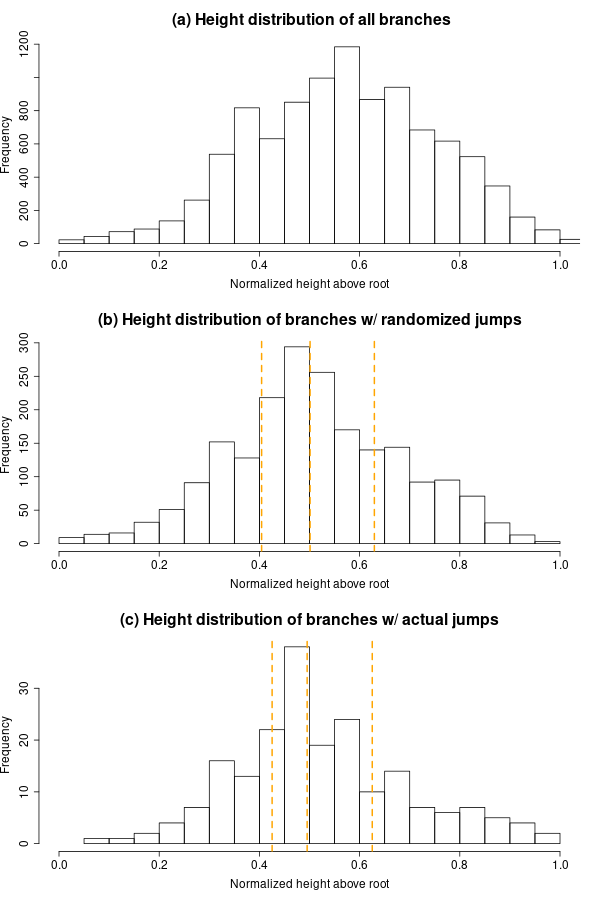 (a) Height distribution of all branches
Frequency
1200
800
600
400
200
0
0.0 0.2 0.4 0.6 0.8 1.0
Normalized height above root
(b) Height distribution of branches w/ randomized jumps
Frequency
300
250
200
150
100
50
0
0.0 0.2 0.4 0.6 0.8 1.0
Normalized height above root
(c) Height distribution of branches w/ actual jumps
Frequency
30
20
10
0
0.0 0.2 0.4 0.6 0.8 1.0
Normalized height above root